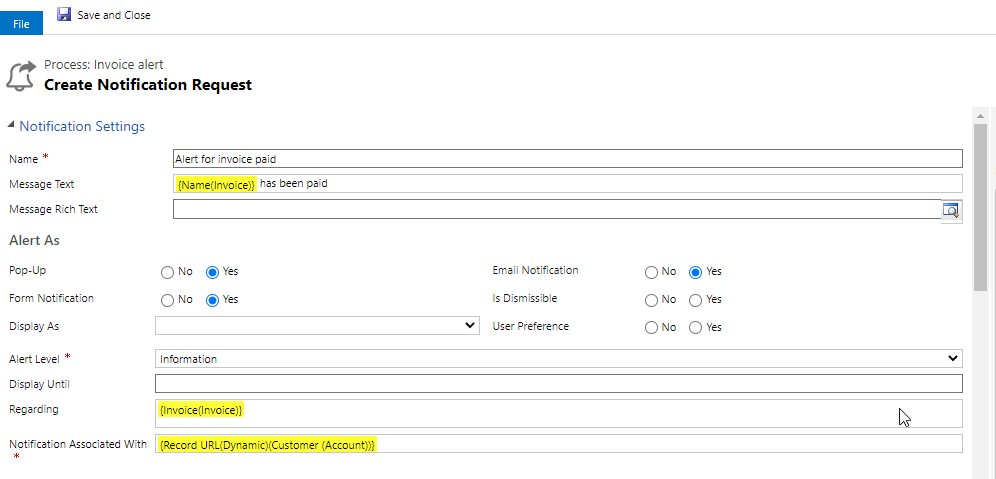 File
Save and Close
Process: Invoice alert
Create Notification Request
Notification Settings
Name *
Alert for invoice paid
Message Text
{Name(Invoice)} has been paid
Message Rich Text
Alert As
Pop-Up No Yes
Email Notification No Yes
Form Notification No Yes
Is Dismissible No Yes
Display As
User Preference No Yes
Alert Level *
Information
Display Until
Regarding
{Invoice(Invoice)}
Notification Associated With *
{Record URL(Dynamic)(Customer (Account))}